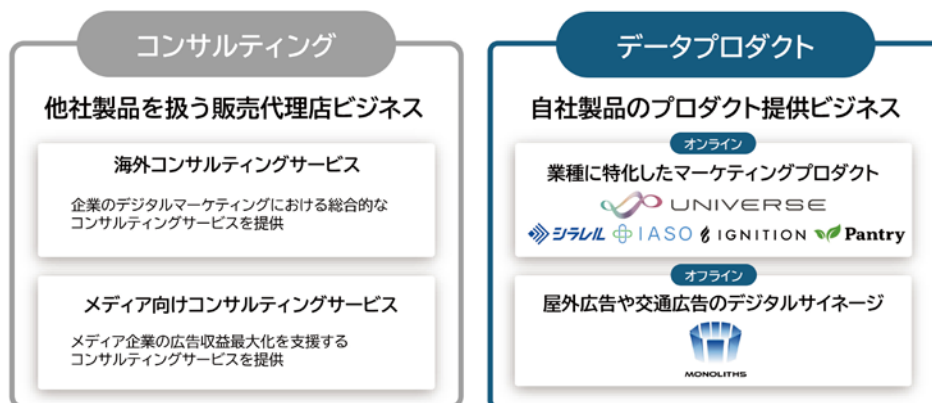 コンサルティング
他社製品を扱う販売代理店ビジネス
海外コンサルティングサービス
企業のデジタルマーケティングにおける総合的な
コンサルティングサービスを提供
メディア向けコンサルティングサービス
メディア企業の広告収益最大化を支援する
コンサルティングサービスを提供
データプロダクト
自社製品のプロダクト提供ビジネス
オンライン
業種に特化したマーケティングプロダクト
UNIVERSE
シラレル IASO IGNITION Pantry
オフライン
屋外広告や交通広告のデジタルサイネージ
MONOLITHS